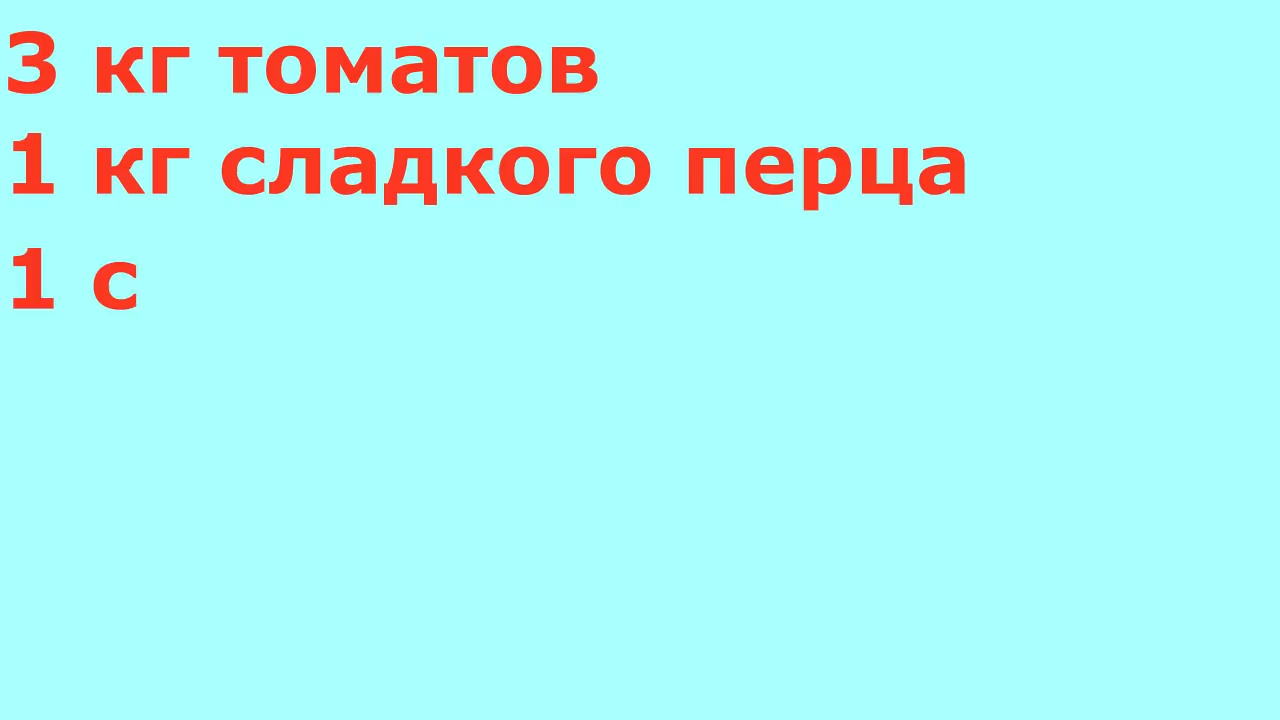 3 кг томатов
1 кг сладкого перца
1 с